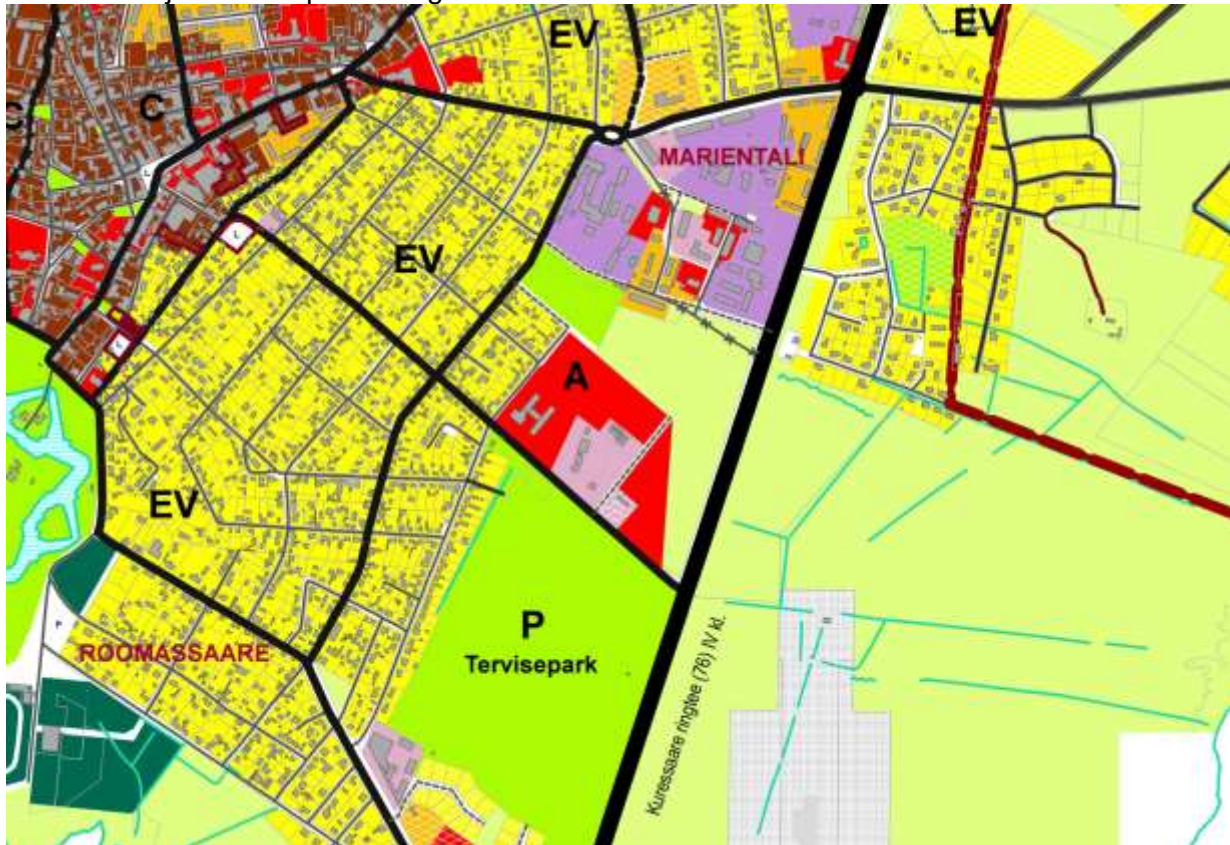 EV
EV
C
C
MARIENTALI
L
L
EV
A
L
EV
P
Tervisepark
P
ROOMASSAARE
Kuressaare ringtee (76) IV kl.